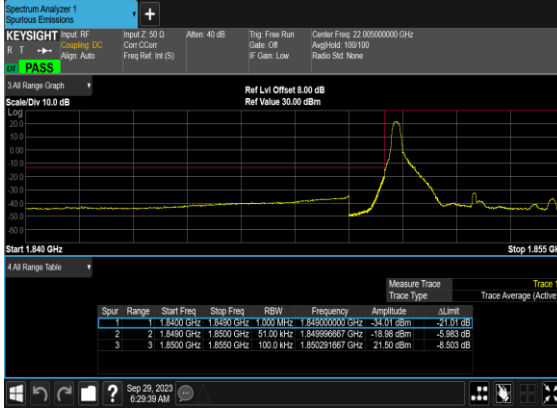 Spectrum Analyzer 1
Spurious Emissions
+
KEYSIGHT Input: RF Input Z: 50 Ω Atten: 40 dB Trig: Free Run Center Freq: 22.005000000 GHz
R T Coupling: DC Corr CCorr Gate: Off Avg|Hold: 100/100
Align: Auto Freq Ref: Int (S) IF Gain: Low Radio Std: None
PASS
3.All Range Graph
Ref Lvl Offset 8.00 dB
Scale/Div 10.0 dB Ref Value 30.00 dBm
Log
20.0
10.0
0.00
-10.0
-20.0
-30.0
-40.0
-50.0
-60.0
Start 1.840 GHz Stop 1.855 GH
4.All Range Table
Measure Trace Trace 1
Trace Type Trace Average (Active
Spur Range Start Freq Stop Freq RBW Frequency Amplitude ΔLimit
1 1 1.8400 GHz 1.8490 GHz 1.000 MHz 1.849000000 GHz -34.01 dBm -21.01 dB
2 2 1.8490 GHz 1.8500 GHz 51.00 kHz 1.849996667 GHz -18.98 dBm -5.983 dB
3 3 1.8500 GHz 1.8550 GHz 100.0 kHz 1.850291667 GHz 21.50 dBm -8.503 dB
? Sep 29, 2023
6:29:39 AM